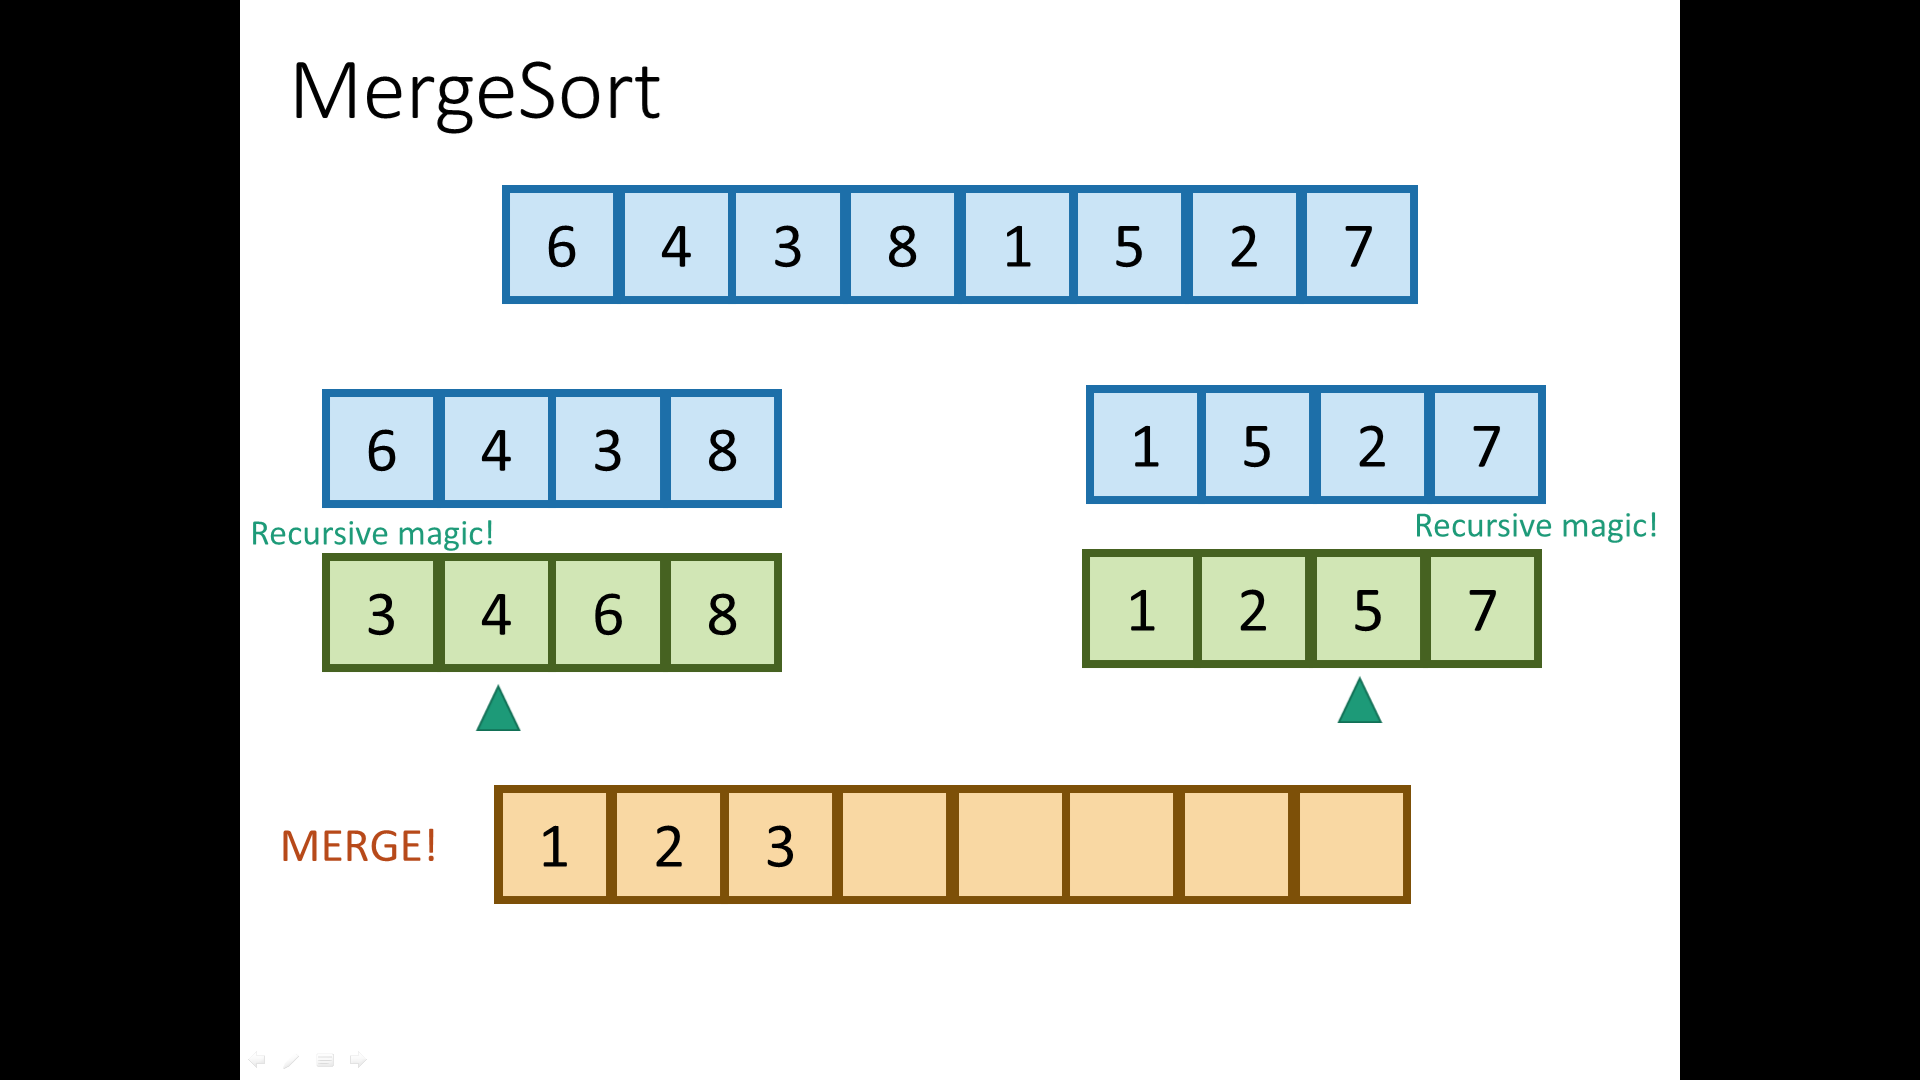 MergeSort
6 4 3 8 1 5 2 7
6 4 3 8
1 5 2 7
Recursive magic!
Recursive magic!
3 4 6 8
1 2 5 7
MERGE!
1 2 3